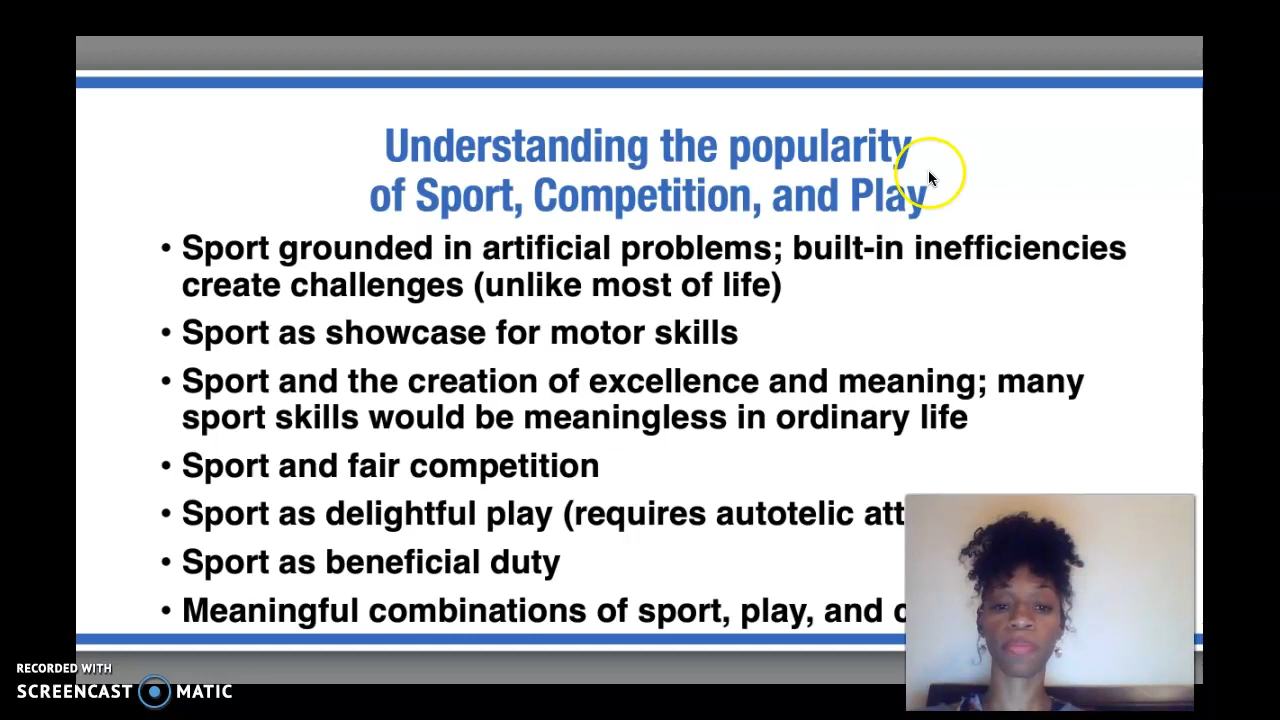 Understanding the popularity
of Sport, Competition, and Play
• Sport grounded in artificial problems; built-in inefficiencies
create challenges (unlike most of life)
• Sport as showcase for motor skills
• Sport and the creation of excellence and meaning; many
sport skills would be meaningless in ordinary life
• Sport and fair competition
• Sport as delightful play (requires autotelic
• Sport as beneficial duty
• Meaningful combinations of sport, play, and
RECORDED WITH
SCREENCAST MATIC